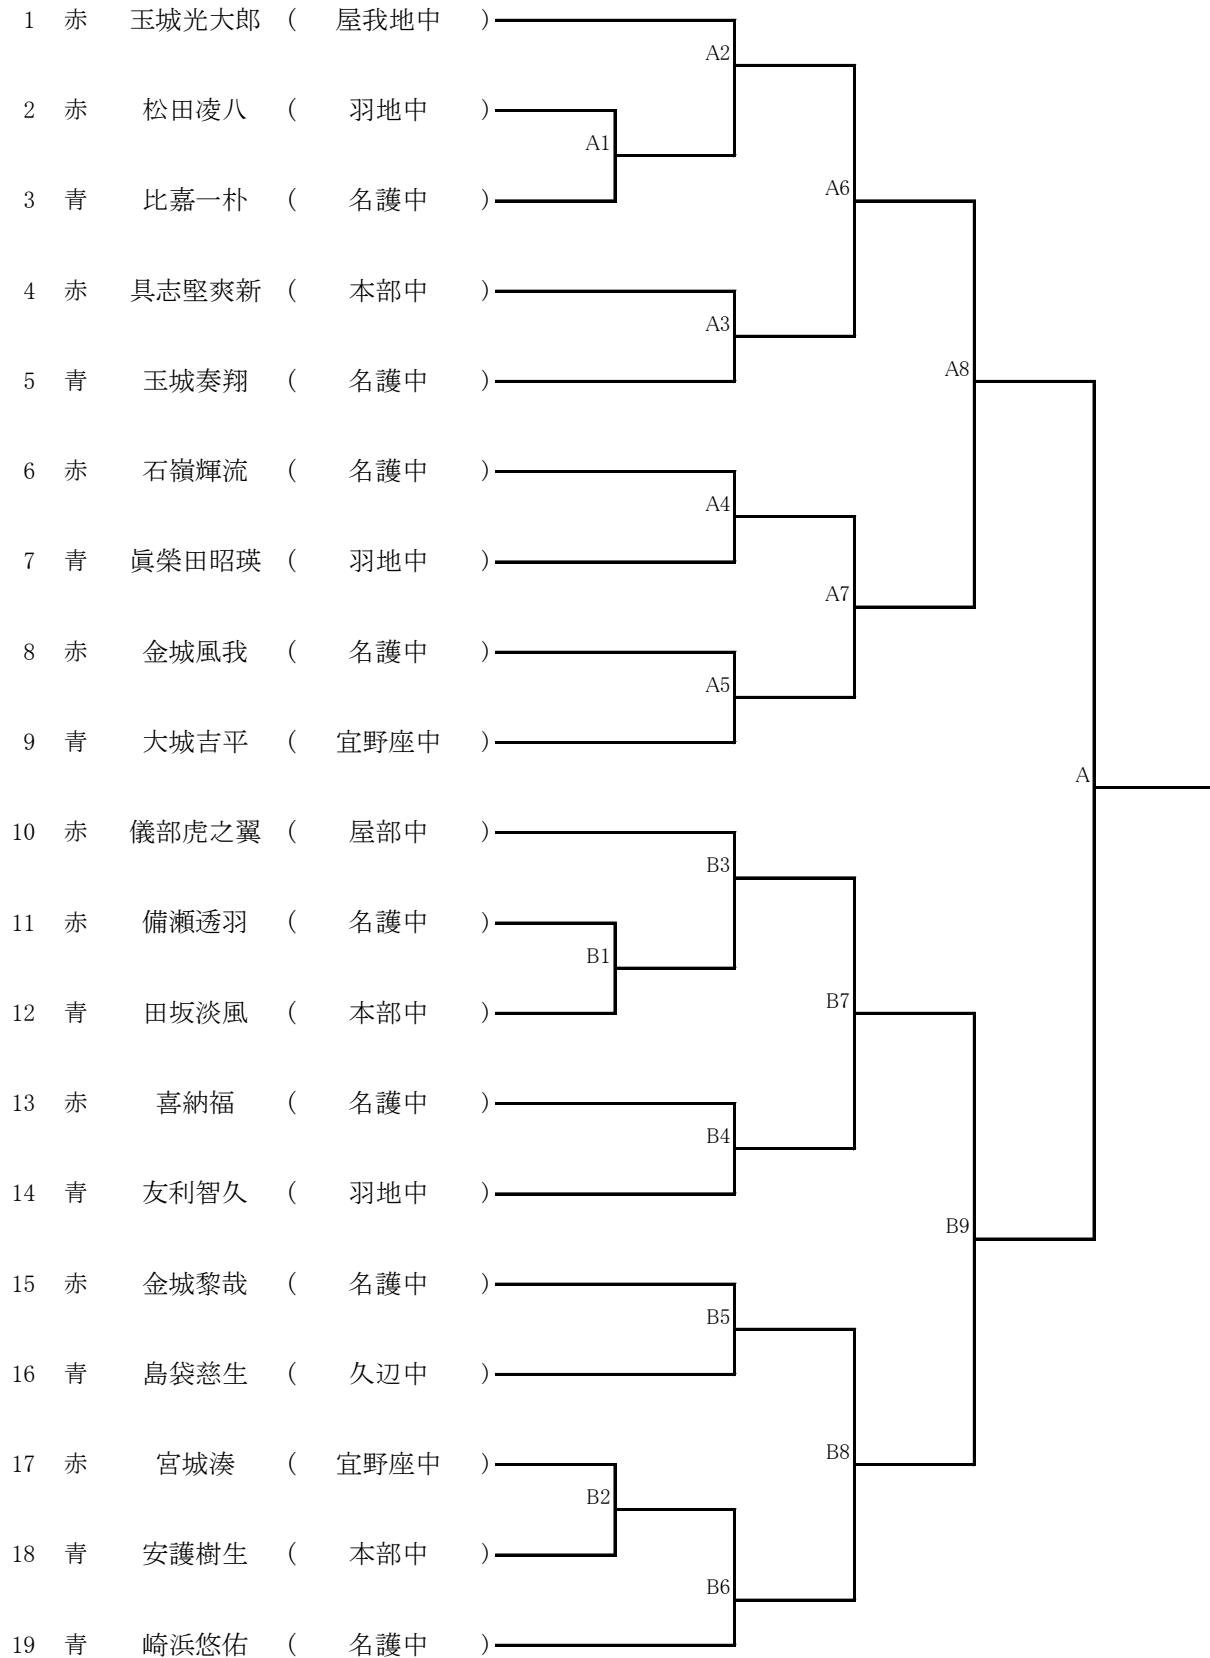 1 赤 玉城光大郎 ( 屋我地中 )
A2
2 赤 松田凌八 ( 羽地中 )
A1
3 青 比嘉一朴 ( 名護中 )
A6
4 赤 具志堅爽新 ( 本部中 )
A3
5 青 玉城奏翔 ( 名護中 )
A8
6 赤 石嶺輝流 ( 名護中 )
A4
7 青 眞榮田昭瑛 ( 羽地中 )
A7
8 赤 金城風我 ( 名護中 )
A5
9 青 大城吉平 ( 宜野座中 )
A
10 赤 儀部虎之翼 ( 屋部中 )
B3
11 赤 備瀬透羽 ( 名護中 )
B1
12 青 田坂淡風 ( 本部中 )
B7
13 赤 喜納福 ( 名護中 )
B4
14 青 友利智久 ( 羽地中 )
B9
15 赤 金城黎哉 ( 名護中 )
B5
16 青 島袋慈生 ( 久辺中 )
B8
17 赤 宮城湊 ( 宜野座中 )
B2
18 青 安護樹生 ( 本部中 )
B6
19 青 崎浜悠佑 ( 名護中 )